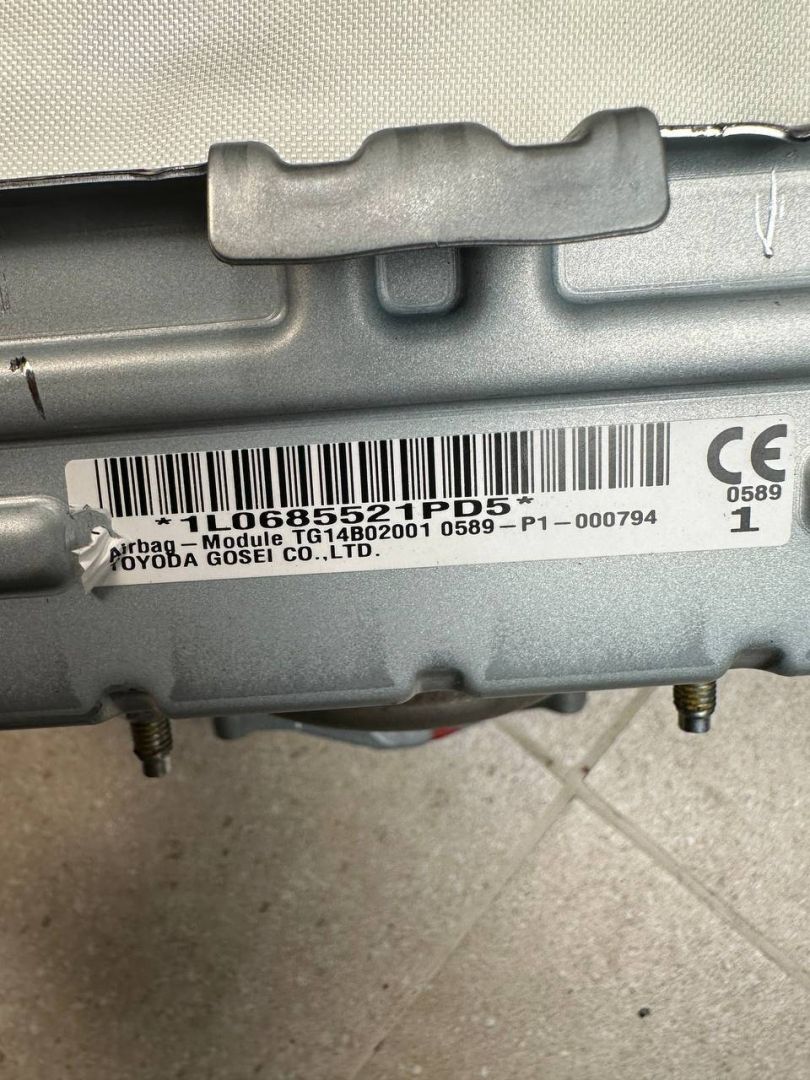 *1L0685521PD5*
Airbag-Module TG14B02001 0589-P1-000794
TOYODA GOSEI CO.,LTD.
CE
0589
1